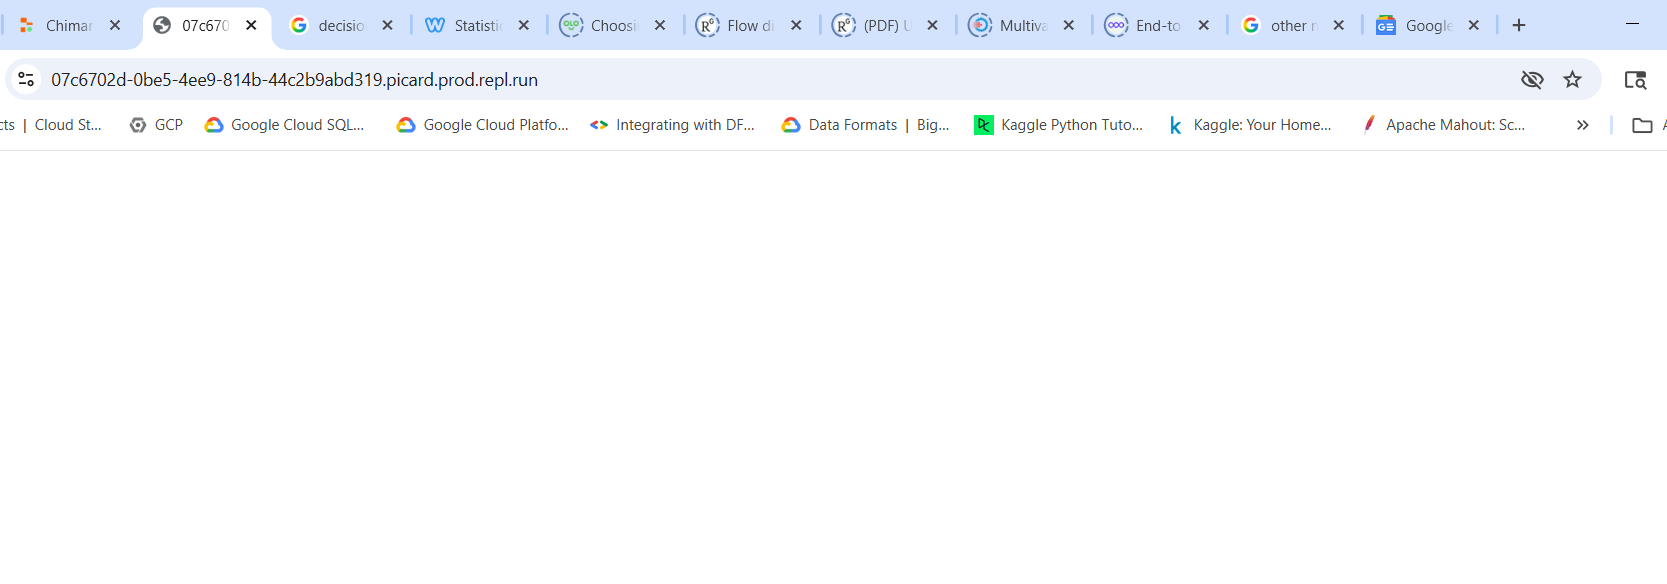 Chimar 07c670 decisio Statistic Choosi Flow di (PDF) U Multiva End-to other n Google
07c6702d-0be5-4ee9-814b-44c2b9abd319.picard.prod.repl.run
cts | Cloud St... GCP Google Cloud SQL... Google Cloud Platfo... Integrating with DF... Data Formats | Big... Kaggle Python Tuto... Kaggle: Your Home... Apache Mahout: Sc... » A